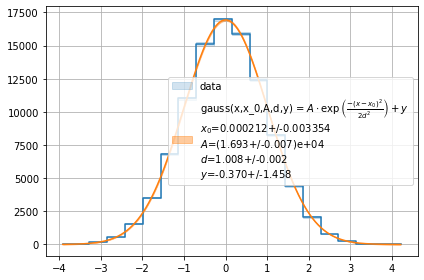 17500
15000
12500
10000
7500
5000
2500
0
data
gauss(x,x_0,A,d,y) = A · exp((-(x-x₀)²)/(2d²)) + y
x₀=0.000212+/-0.003354
A=(1.693+/-0.007)e+04
d=1.008+/-0.002
y=-0.370+/-1.458
−4 −3 −2 −1 0 1 2 3 4